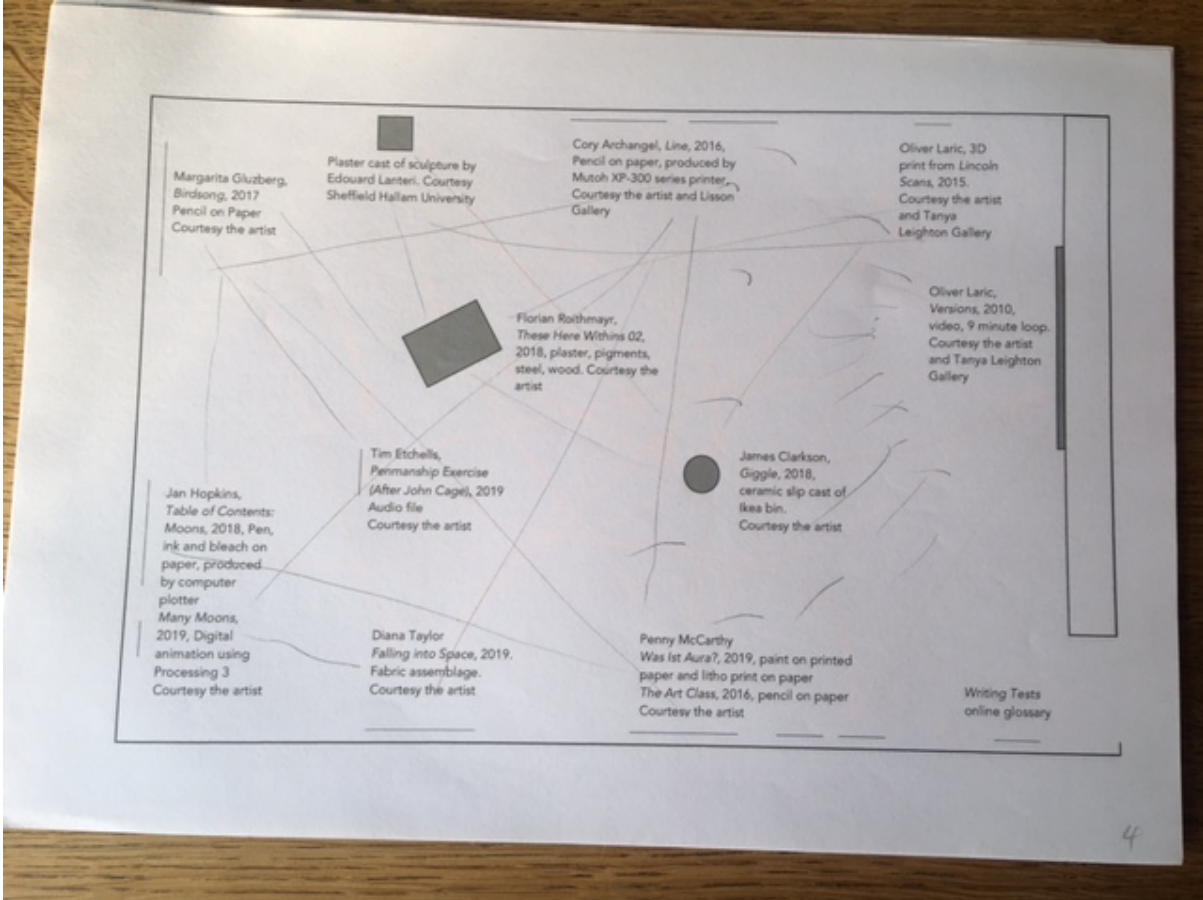 Margarita Gluzberg,
Birdsong, 2017
Pencil on Paper
Courtesy the artist
Plaster cast of sculpture by
Edouard Lanteri. Courtesy
Sheffield Hallam University
Cory Archangel, Line, 2016,
Pencil on paper, produced by
Mutoh XP-300 series printer,
Courtesy the artist and Lisson
Gallery
Oliver Laric, 3D
print from Lincoln
Scans, 2015.
Courtesy the artist
and Tanya
Leighton Gallery
Florian Roithmayr,
These Here Withins 02,
2018, plaster, pigments,
steel, wood. Courtesy the
artist
Oliver Laric,
Versions, 2010,
video, 9 minute loop.
Courtesy the artist
and Tanya Leighton
Gallery
Tim Etchells,
Penmanship Exercise
(After John Cage), 2019
Audio file
Courtesy the artist
James Clarkson,
Giggle, 2018,
ceramic slip cast of
Ikea bin.
Courtesy the artist
Jan Hopkins,
Table of Contents:
Moons, 2018, Pen,
ink and bleach on
paper, produced
by computer
plotter
Many Moons,
2019, Digital
animation using
Processing 3
Courtesy the artist
Diana Taylor
Falling into Space, 2019.
Fabric assemblage.
Courtesy the artist
Penny McCarthy
Was Ist Aura?, 2019, paint on printed
paper and litho print on paper
The Art Class, 2016, pencil on paper
Courtesy the artist
Writing Tests
online glossary
4